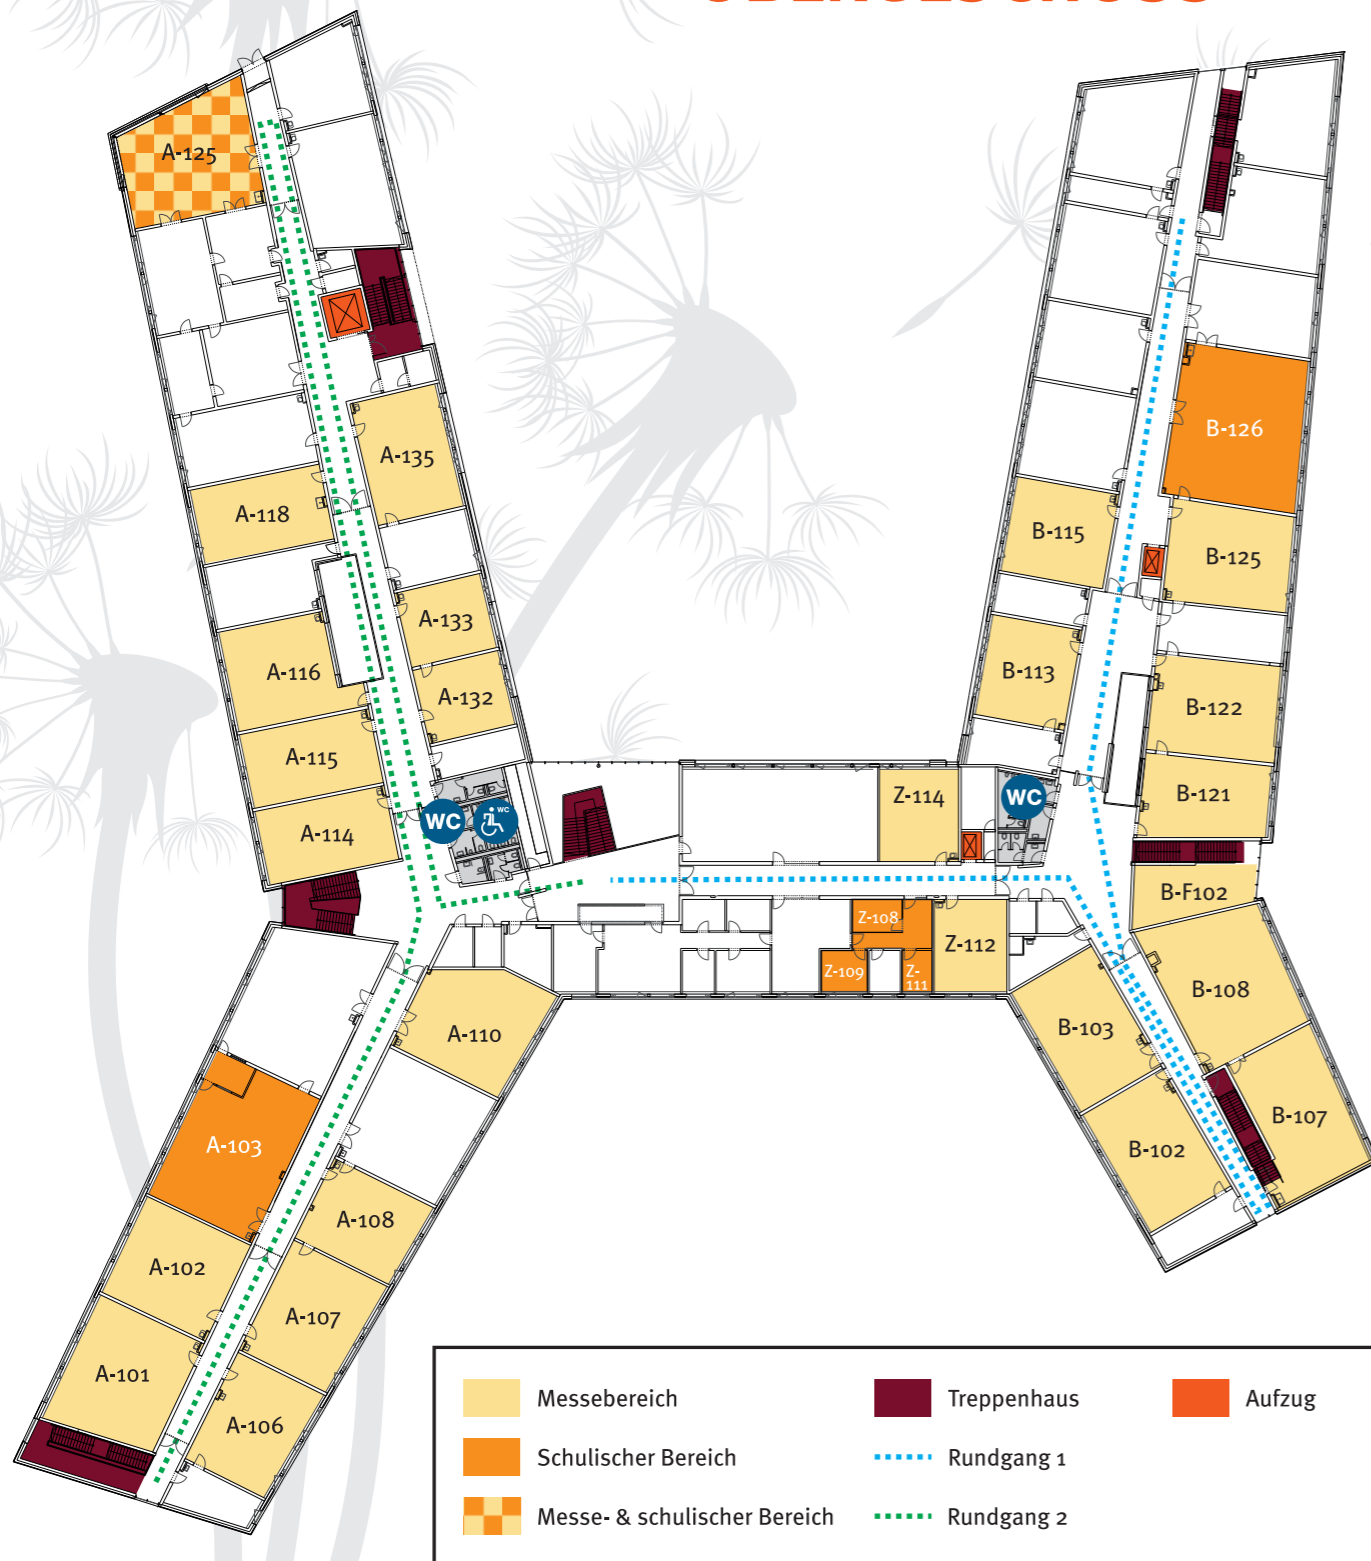 A-125
A-135
A-118
A-133
A-116
A-132
A-115
A-114
WC
WC
B-126
B-115
B-125
B-113
B-122
B-121
Z-114
WC
B-F102
Z-108
Z-112
Z-109
Z-
111
B-108
B-103
B-107
B-102
A-110
A-103
A-108
A-102
A-107
A-101
A-106
Messebereich
Treppenhaus
Aufzug
Schulischer Bereich
Rundgang 1
Messe- & schulischer Bereich
Rundgang 2